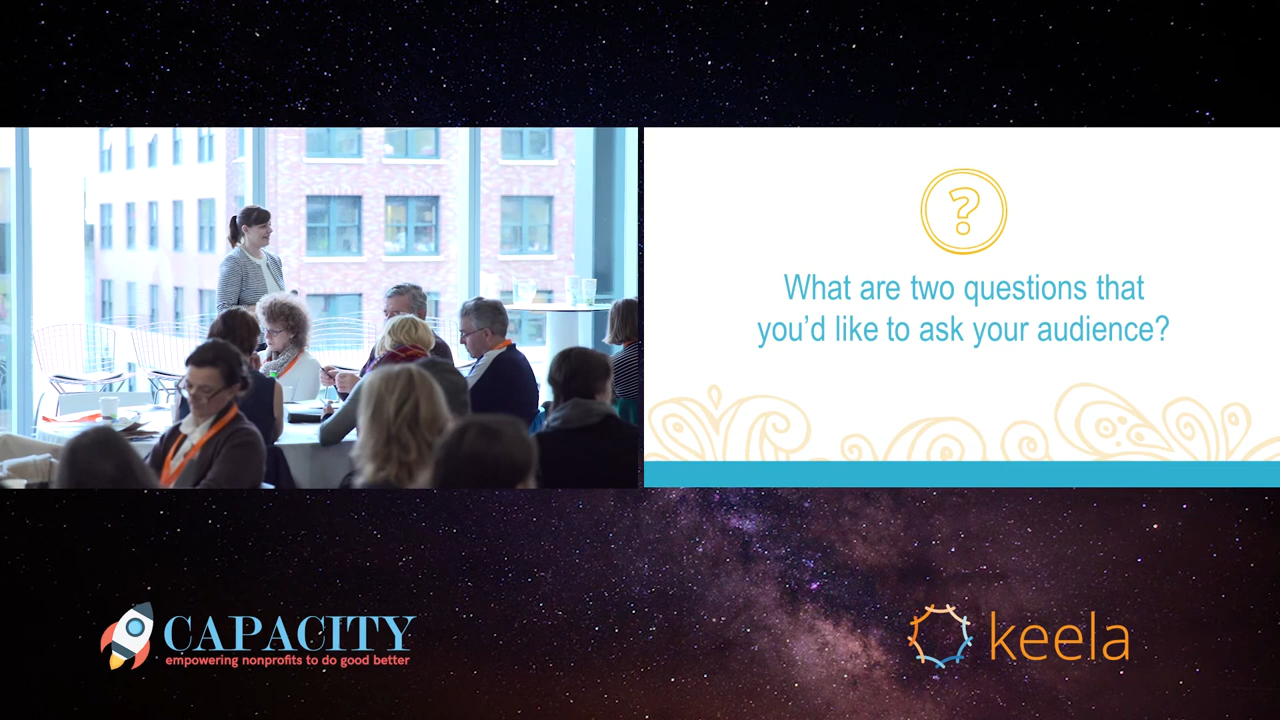 ?
What are two questions that
you'd like to ask your audience?
CAPACITY
empowering nonprofits to do good better
keela